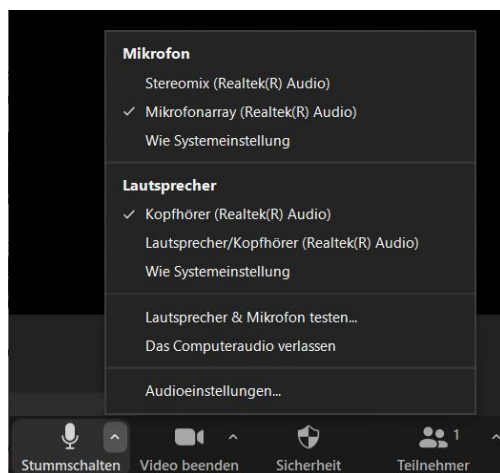 Mikrofon
Stereomix (Realtek(R) Audio)
Mikrofonarray (Realtek(R) Audio)
Wie Systemeinstellung
Lautsprecher
Kopfhörer (Realtek(R) Audio)
Lautsprecher/Kopfhörer (Realtek(R) Audio)
Wie Systemeinstellung
Lautsprecher & Mikrofon testen...
Das Computeraudio verlassen
Audioeinstellungen...
1
Stummschalten Video beenden Sicherheit Teilnehmer